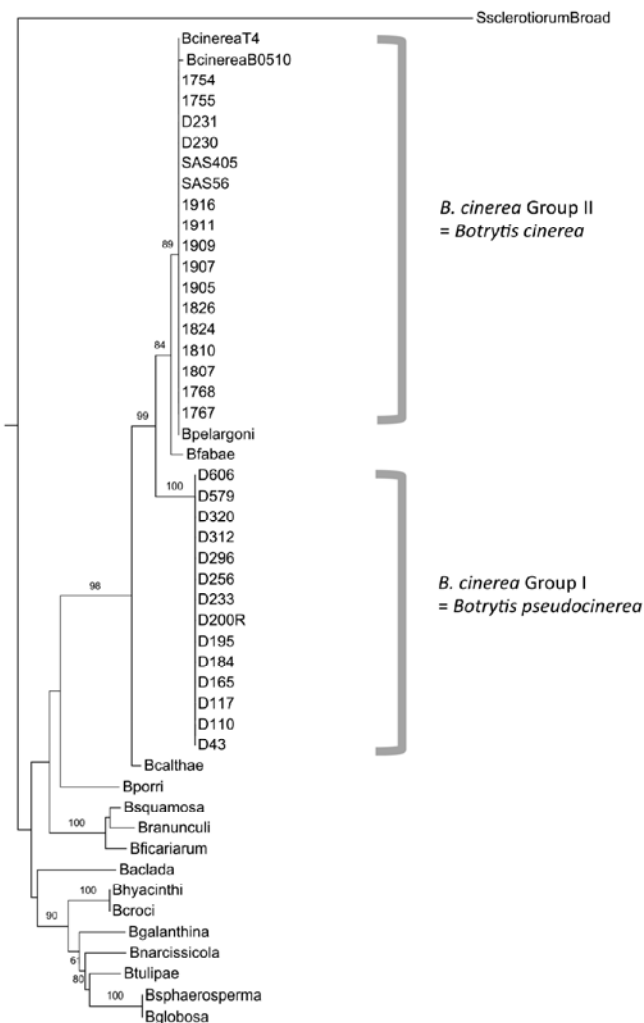 SsclerotiorumBroad
BcinereaT4
BcinereaB0510
1754
1755
D231
D230
SAS405
SAS56
1916
1911
89
1909
1907
1905
1826
1824
84
1810
1807
1768
99
1767
Bpelargoni
Bfabae
B. cinerea Group II
= Botrytis cinerea
D606
100
D579
D320
D312
D296
D256
98
D233
D200R
D195
D184
D165
D117
D110
D43
B. cinerea Group I
= Botrytis pseudocinerea
Bcalthae
Bporri
Bsquamosa
100
Branunculi
Bficariarum
Baclada
100
Bhyacinthi
Bcroci
90
Bgalanthina
Bnarcissicola
61
Btulipae
80
100
Bsphaerosperma
Bglobosa